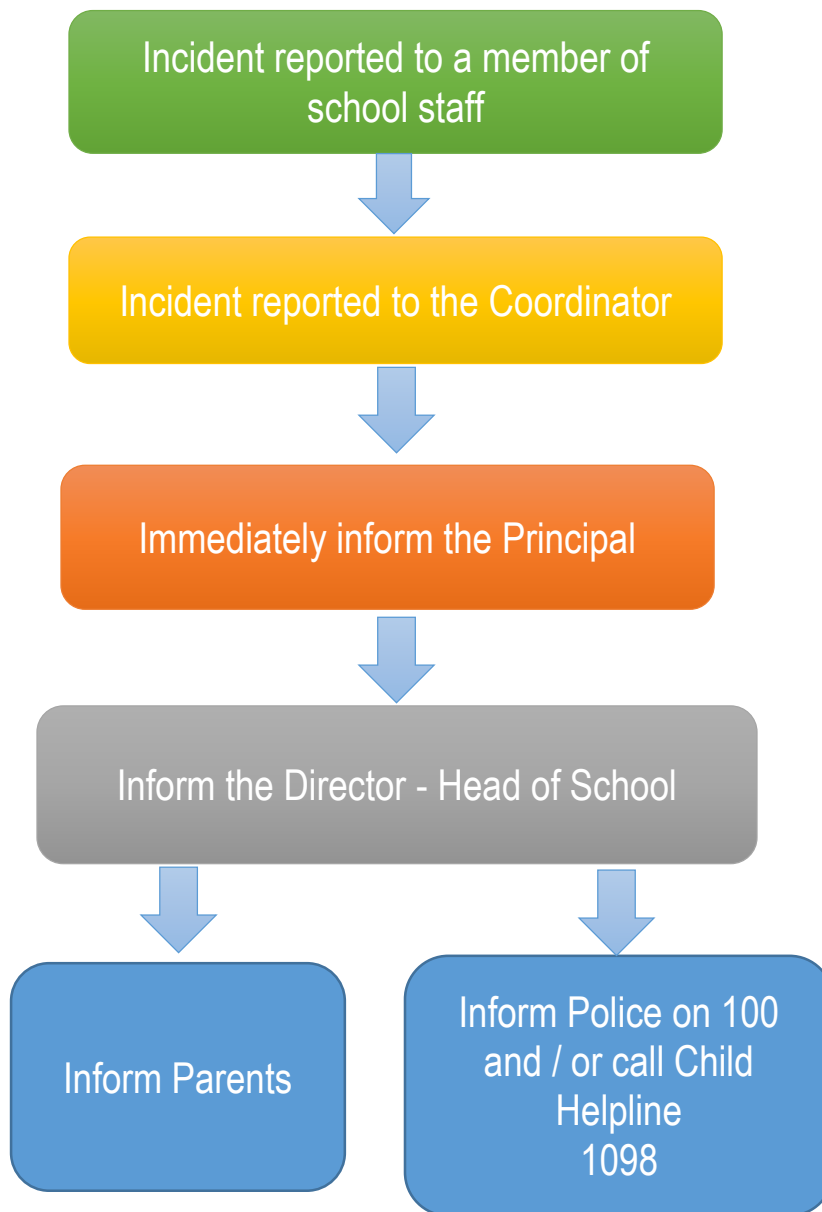 Incident reported to a member of
school staff
Incident reported to the Coordinator
Immediately inform the Principal
Inform the Director - Head of School
Inform Parents
Inform Police on 100
and / or call Child
Helpline
1098